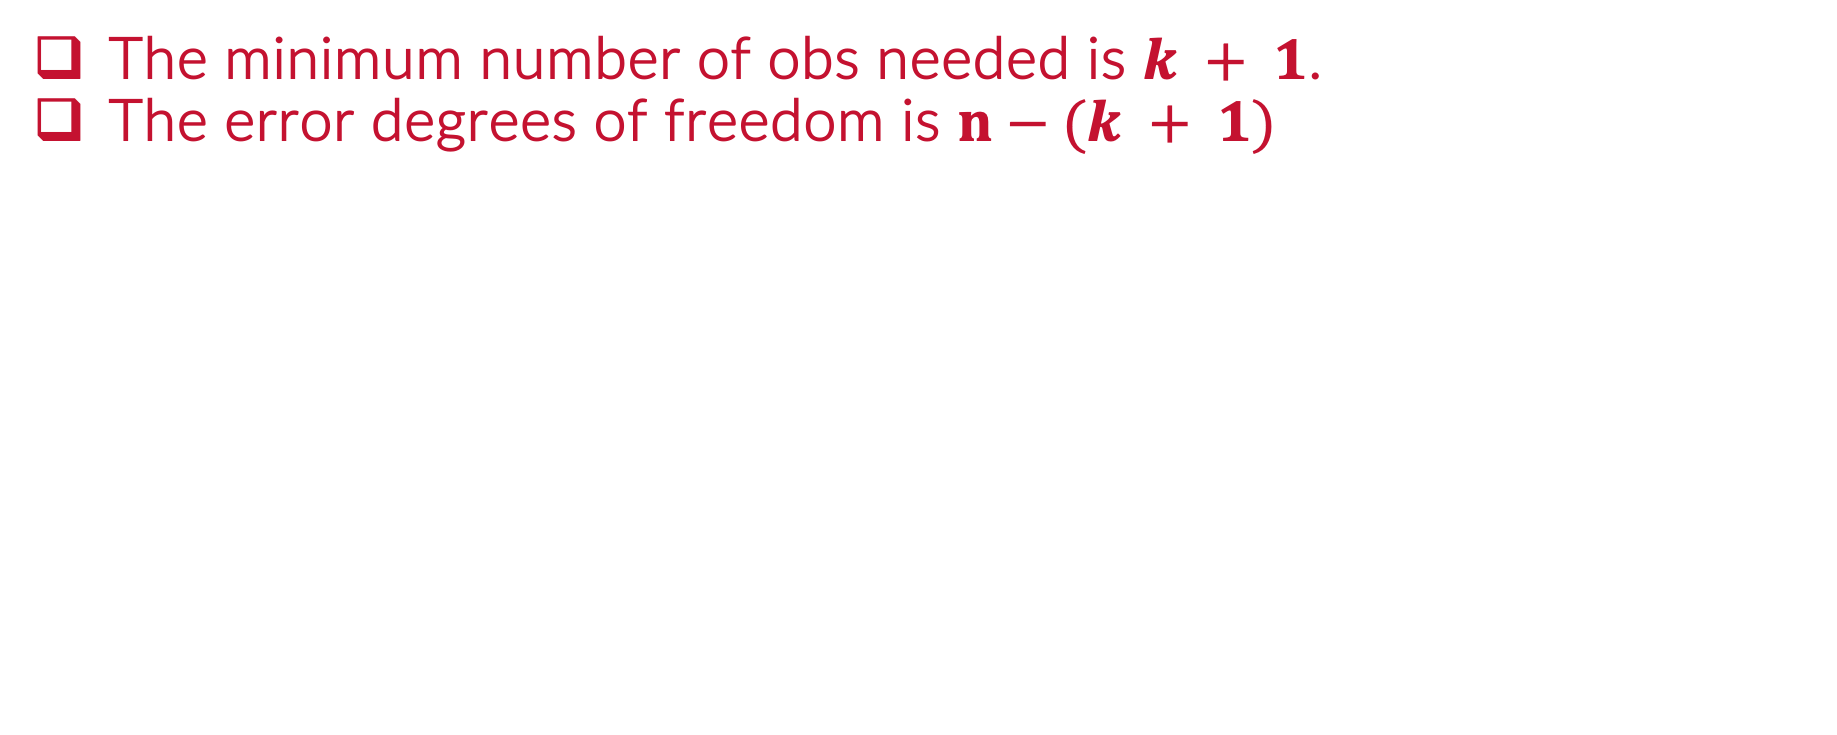 ❑ The minimum number of obs needed is k + 1.
❑ The error degrees of freedom is n – (k + 1)